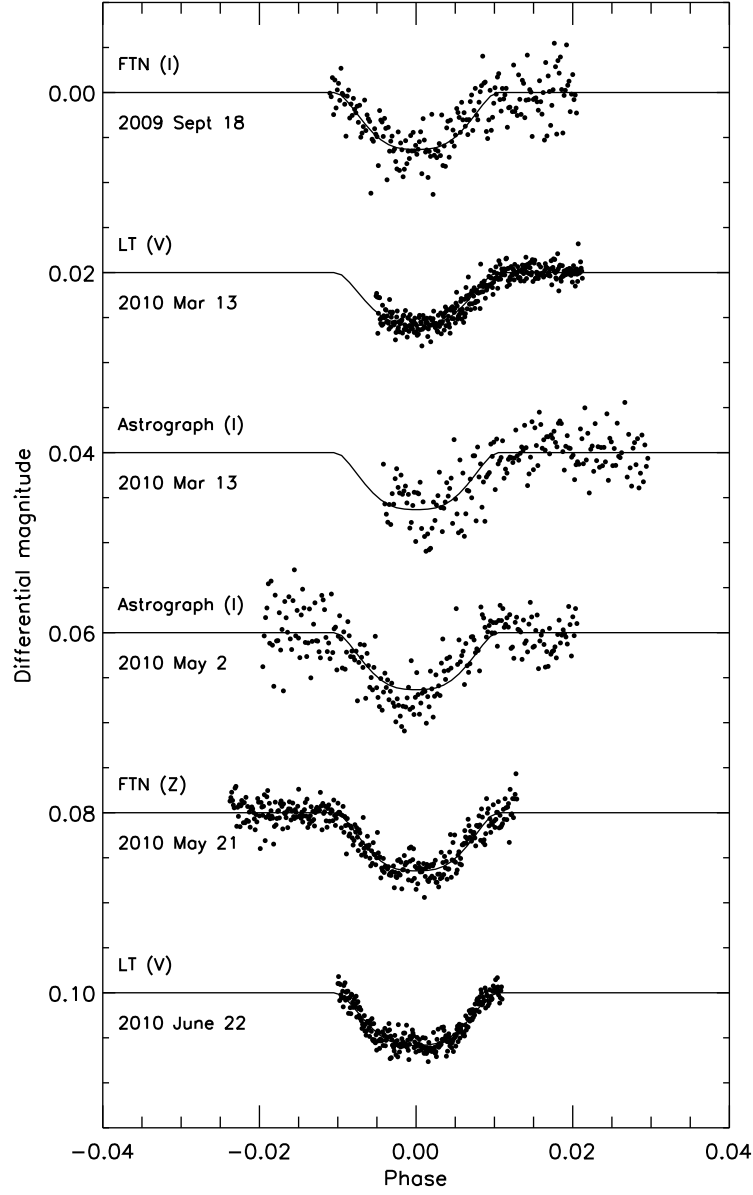 FTN (I)
0.00
2009 Sept 18
LT (V)
0.02
2010 Mar 13
Astrograph (I)
0.04
2010 Mar 13
Differential magnitude
Astrograph (I)
0.06
2010 May 2
FTN (Z)
0.08
2010 May 21
LT (V)
0.10
2010 June 22
−0.04 −0.02 0.00 0.02 0.04
Phase